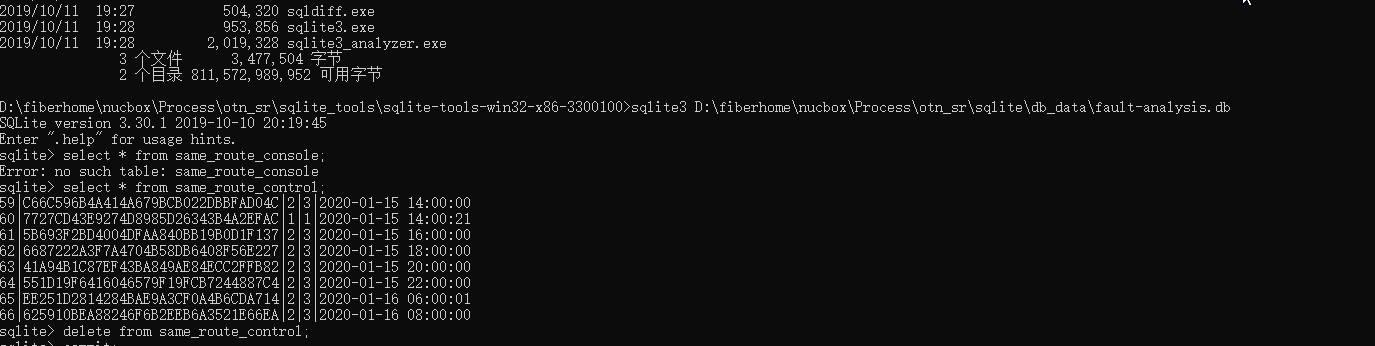 2019/10/11  19:27           504,320 sqldiff.exe
2019/10/11  19:28           953,856 sqlite3.exe
2019/10/11  19:28         2,019,328 sqlite3_analyzer.exe
               3 个文件      3,477,504 字节
               2 个目录 811,572,989,952 可用字节
D:\fiberhome\nucbox\Process\otn_sr\sqlite_tools\sqlite-tools-win32-x86-3300100>sqlite3 D:\fiberhome\nucbox\Process\otn_sr\sqlite\db_data\fault-analysis.db
SQLite version 3.30.1 2019-10-10 20:19:45
Enter ".help" for usage hints.
sqlite> select * from same_route_console;
Error: no such table: same_route_console
sqlite> select * from same_route_control;
59|C66C596B4A414A679BCB022DBBFAD04C|2|3|2020-01-15 14:00:00
60|7727CD43E9274D8985D26343B4A2EFAC|1|1|2020-01-15 14:00:21
61|5B693F2BD4004DFAA840BB19B0D1F137|2|3|2020-01-15 16:00:00
62|6687222A3F7A4704B58DB6408F56E227|2|3|2020-01-15 18:00:00
63|41A94B1C87EF43BA849AE84ECC2FFB82|2|3|2020-01-15 20:00:00
64|551D19F6416046579F19FCB7244887C4|2|3|2020-01-15 22:00:00
65|EE251D2814284BAE9A3CF0A4B6CDA714|2|3|2020-01-16 06:00:01
66|625910BEA88246F6B2EEB6A3521E66EA|2|3|2020-01-16 08:00:00
sqlite> delete from same_route_control;
sqlite> commit;